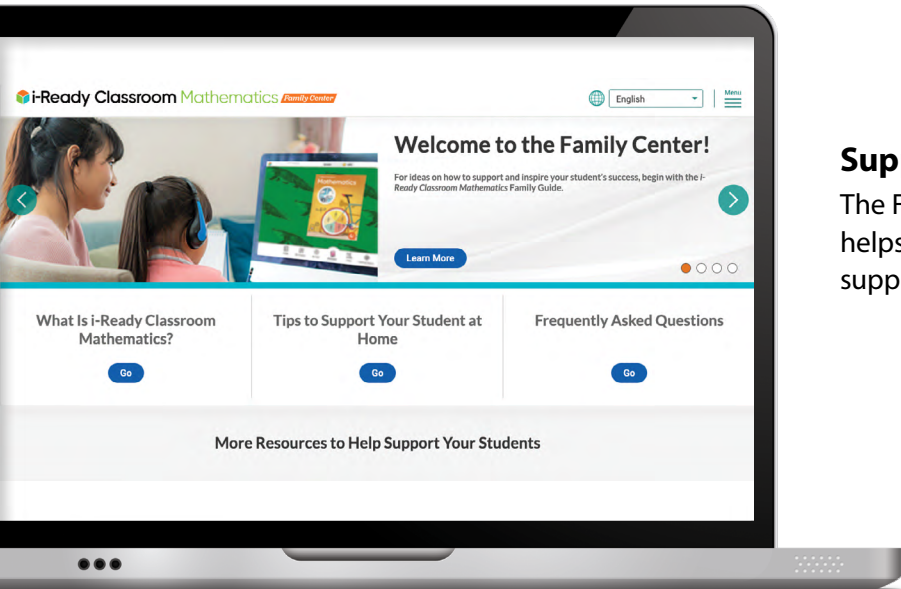 i-Ready Classroom Mathematics Family Center
English
Menu
Mathematics
Welcome to the Family Center!
For ideas on how to support and inspire your student's success, begin with the i-
Ready Classroom Mathematics Family Guide.
Learn More
What Is i-Ready Classroom
Mathematics?
Go
Tips to Support Your Student at
Home
Go
Frequently Asked Questions
Go
More Resources to Help Support Your Students
Sup
The F
helps
supp